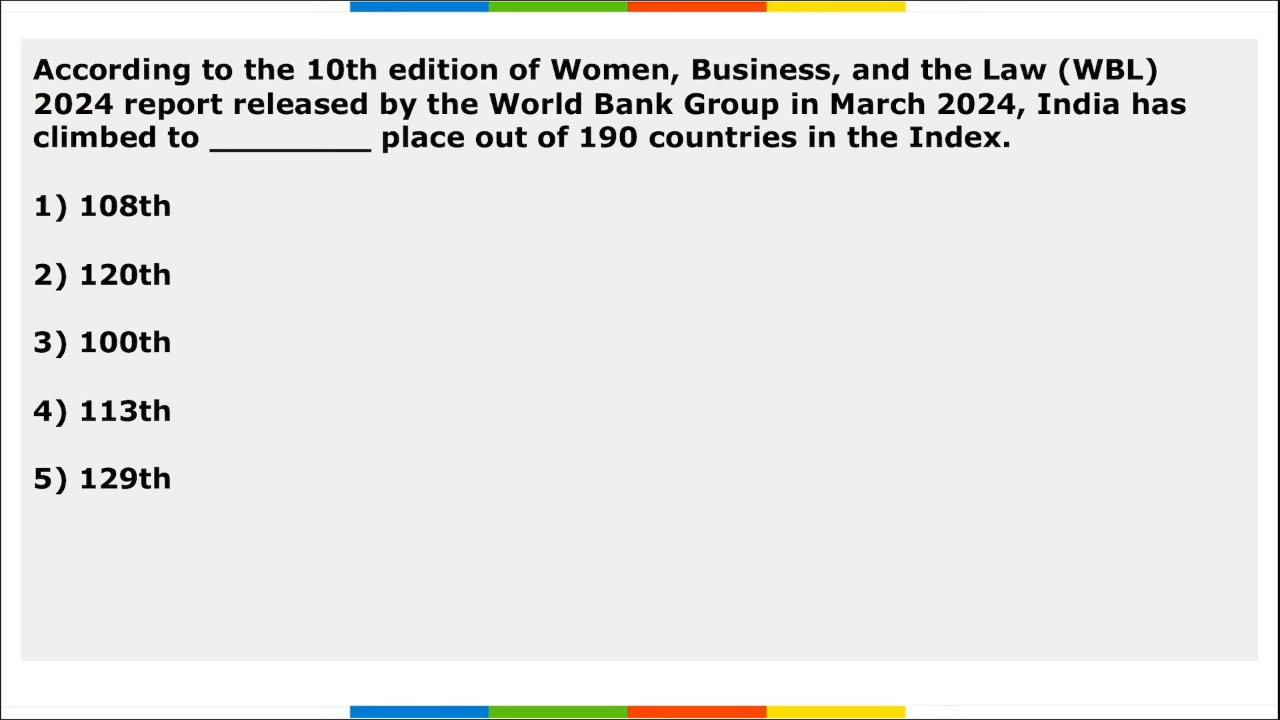 According to the 10th edition of Women, Business, and the Law (WBL)
2024 report released by the World Bank Group in March 2024, India has
climbed to _________ place out of 190 countries in the Index.
1) 108th
2) 120th
3) 100th
4) 113th
5) 129th